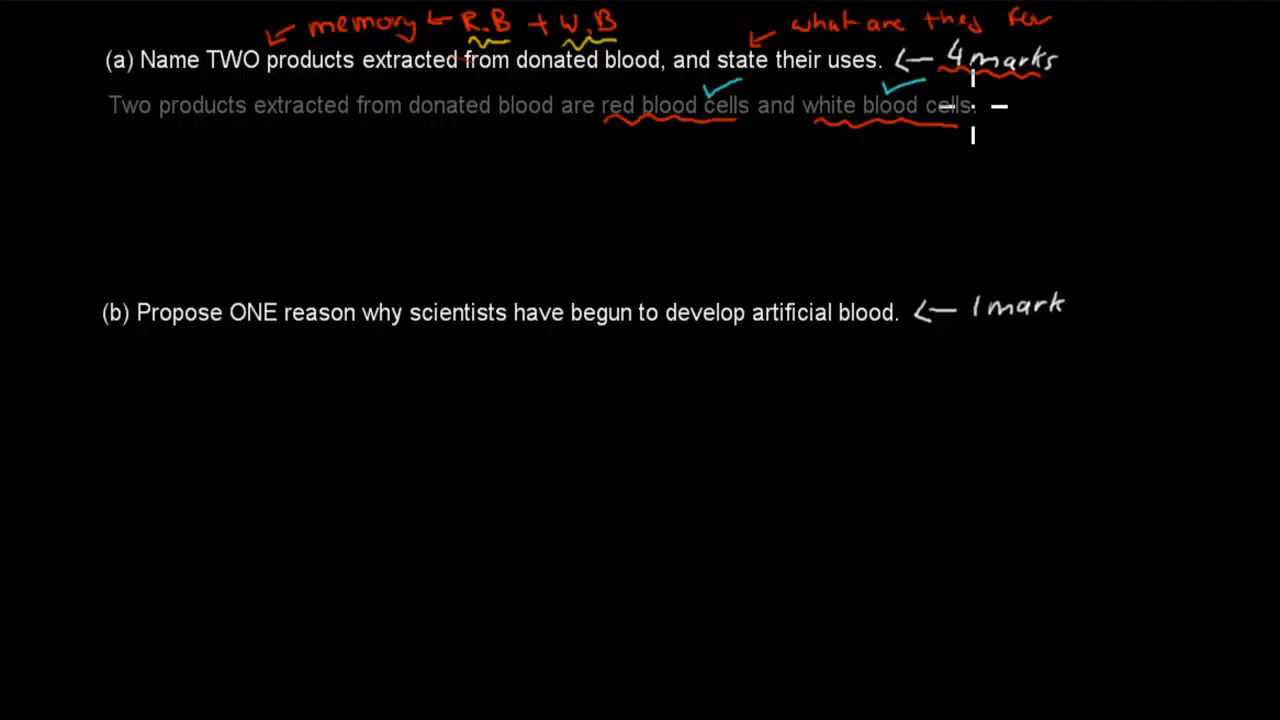 memory ← R.B + W.B what are they for
(a) Name TWO products extracted from donated blood, and state their uses. ← 4 marks
Two products extracted from donated blood are red blood cells and white blood cells.
(b) Propose ONE reason why scientists have begun to develop artificial blood. ← 1 mark